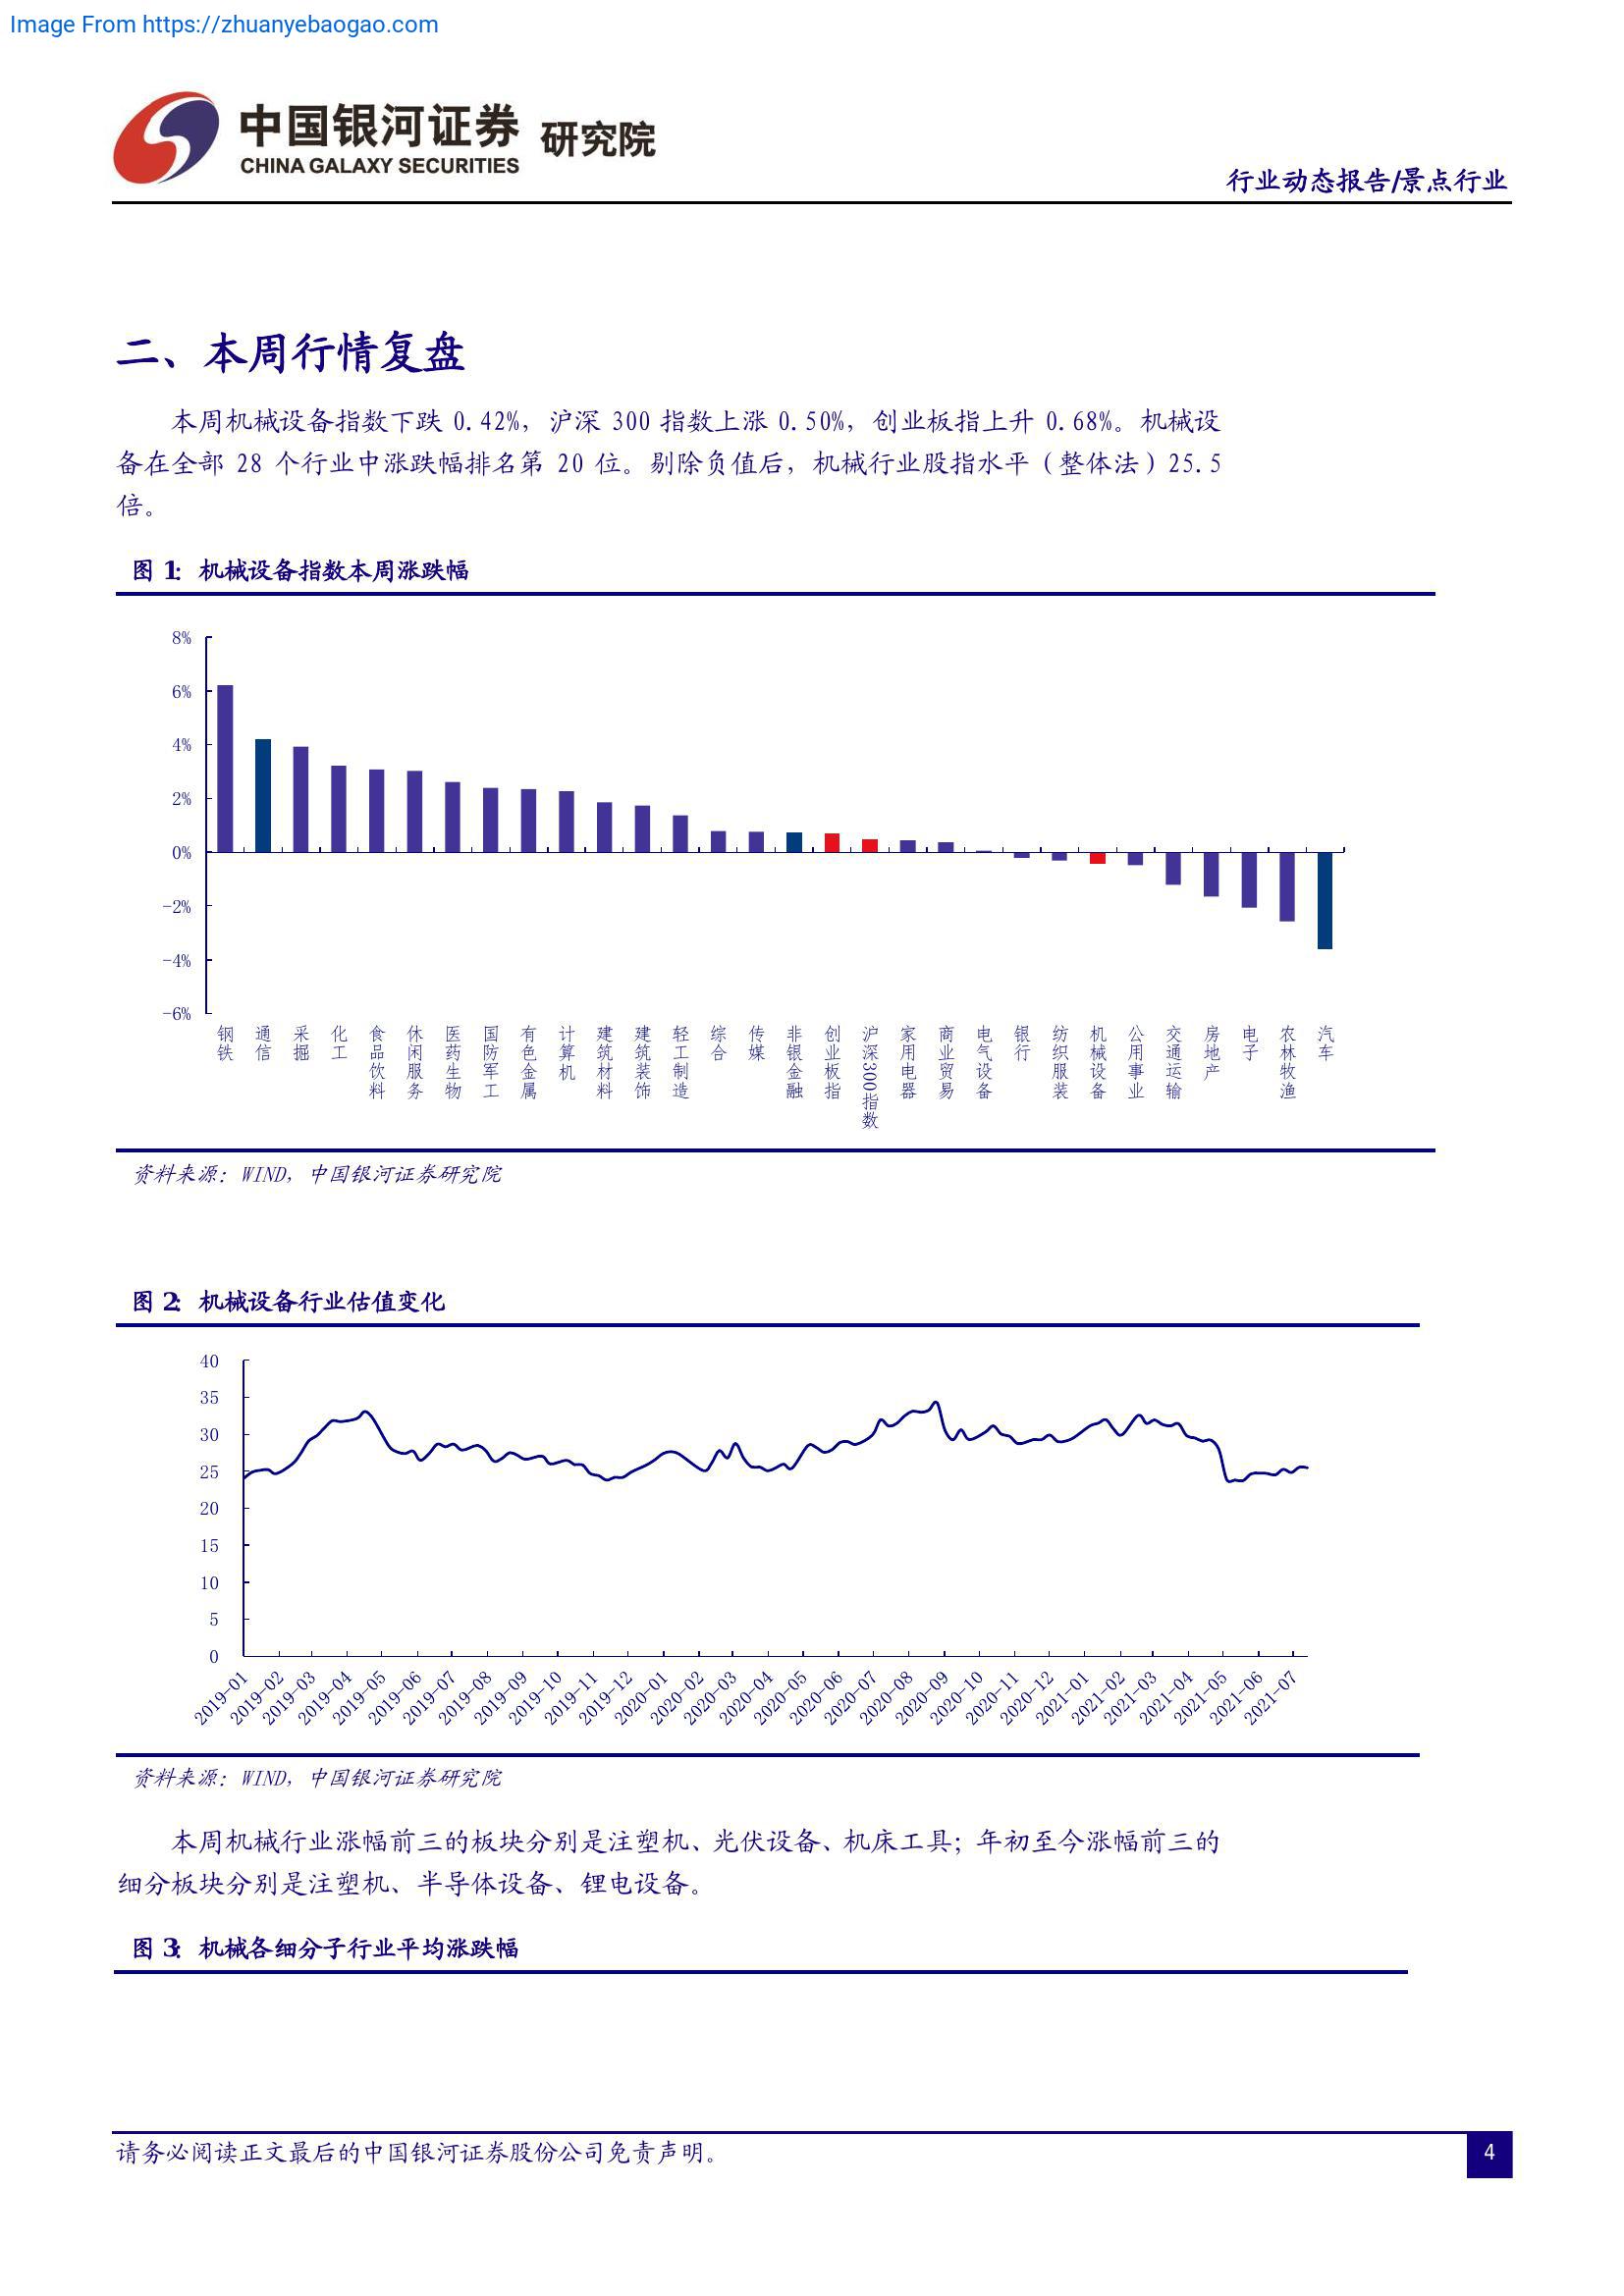 Image From https://zhuanyebaogao.com
中国银河证券 研究院
CHINA GALAXY SECURITIES
行业动态报告/景点行业
二、本周行情复盘
本周机械设备指数下跌 0.42%，沪深 300 指数上涨 0.50%，创业板指上升 0.68%。机械设
备在全部 28 个行业中涨跌幅排名第 20 位。剔除负值后，机械行业股指水平（整体法）25.5
倍。
图 1：机械设备指数本周涨跌幅
8%
6%
4%
2%
0%
-2%
-4%
-6%
钢铁
通信
采掘
化工
食品饮料
休闲服务
医药生物
国防军工
有色金属
计算机
建筑材料
建筑装饰
轻工制造
综合
传媒
非银金融
创业板指
沪深300指数
家用电器
商业贸易
电气设备
银行
纺织服装
机械设备
公用事业
交通运输
房地产
电子
农林牧渔
汽车
资料来源：WIND，中国银河证券研究院
图 2：机械设备行业估值变化
40
35
30
25
20
15
10
5
0
2019-01
2019-02
2019-03
2019-04
2019-05
2019-06
2019-07
2019-08
2019-09
2019-10
2019-11
2019-12
2020-01
2020-02
2020-03
2020-04
2020-05
2020-06
2020-07
2020-08
2020-09
2020-10
2020-11
2020-12
2021-01
2021-02
2021-03
2021-04
2021-05
2021-06
2021-07
资料来源：WIND，中国银河证券研究院
本周机械行业涨幅前三的板块分别是注塑机、光伏设备、机床工具；年初至今涨幅前三的
细分板块分别是注塑机、半导体设备、锂电设备。
图 3：机械各细分子行业平均涨跌幅
请务必阅读正文最后的中国银河证券股份公司免责声明。
4